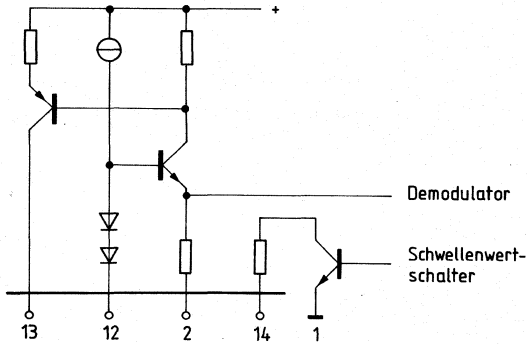 +
Demodulator
Schwellenwert-
schalter
13 12 2 14 1